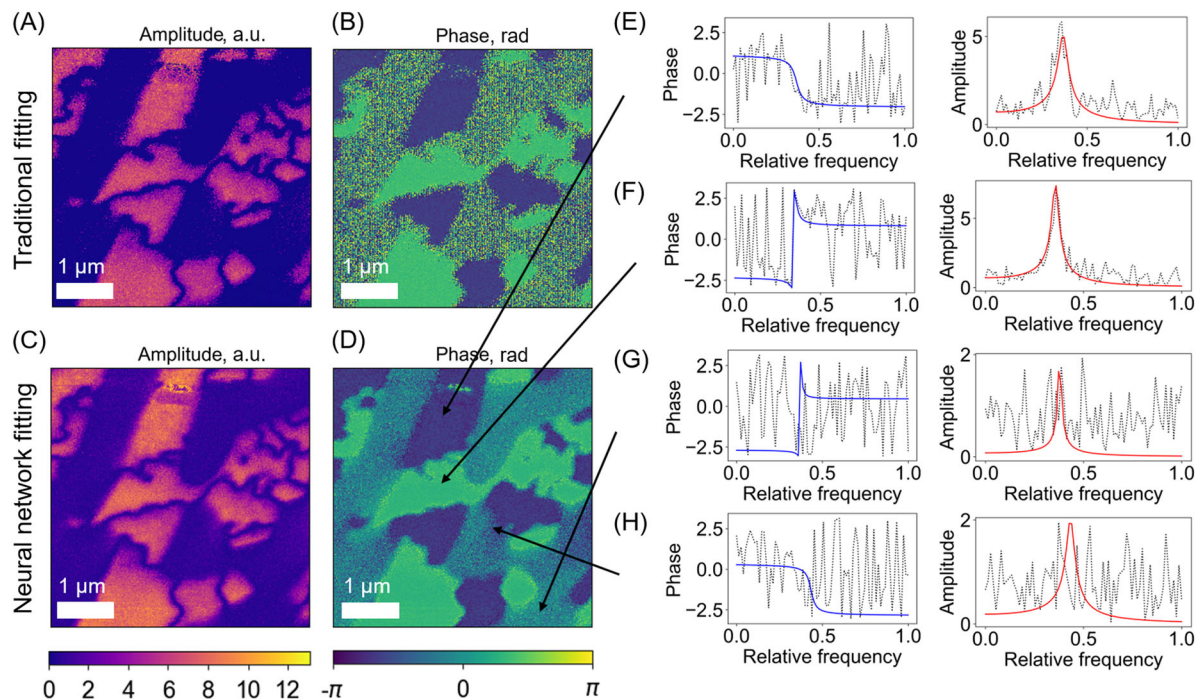 (A)
Amplitude, a.u.
(B)
Phase, rad
Traditional fitting
1 μm
1 μm
(C)
Amplitude, a.u.
(D)
Phase, rad
Neural network fitting
1 μm
1 μm
0 2 4 6 8 10 12
-π 0 π
(E)
Phase
2.5
0.0
−2.5
0.0 0.5 1.0
Relative frequency
Amplitude
5
0
0.0 0.5 1.0
Relative frequency
(F)
Phase
2.5
0.0
−2.5
0.0 0.5 1.0
Relative frequency
Amplitude
5
0
0.0 0.5 1.0
Relative frequency
(G)
Phase
2.5
0.0
−2.5
0.0 0.5 1.0
Relative frequency
Amplitude
2
0
0.0 0.5 1.0
Relative frequency
(H)
Phase
2.5
0.0
−2.5
0.0 0.5 1.0
Relative frequency
Amplitude
2
0
0.0 0.5 1.0
Relative frequency